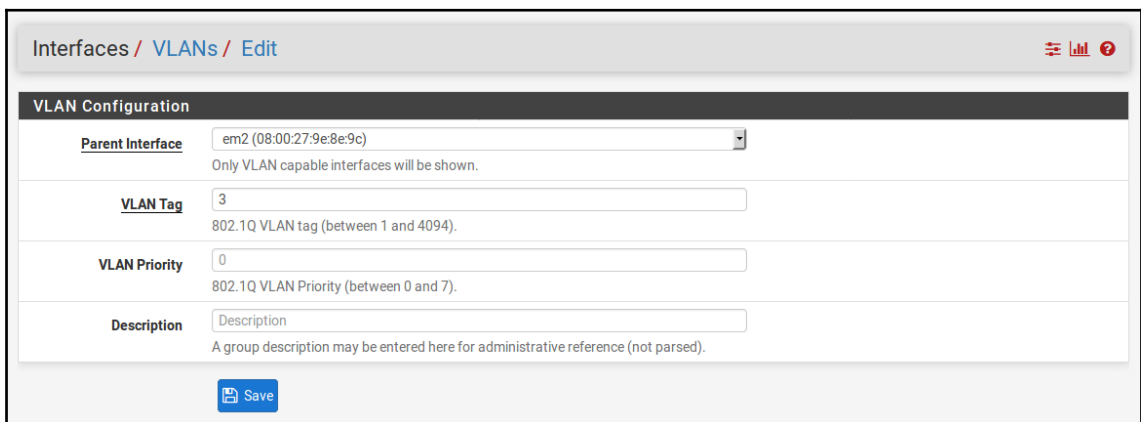 Interfaces / VLANs / Edit
VLAN Configuration
Parent Interface em2 (08:00:27:9e:8e:9c)
Only VLAN capable interfaces will be shown.
VLAN Tag 3
802.1Q VLAN tag (between 1 and 4094).
VLAN Priority 0
802.1Q VLAN Priority (between 0 and 7).
Description Description
A group description may be entered here for administrative reference (not parsed).
Save